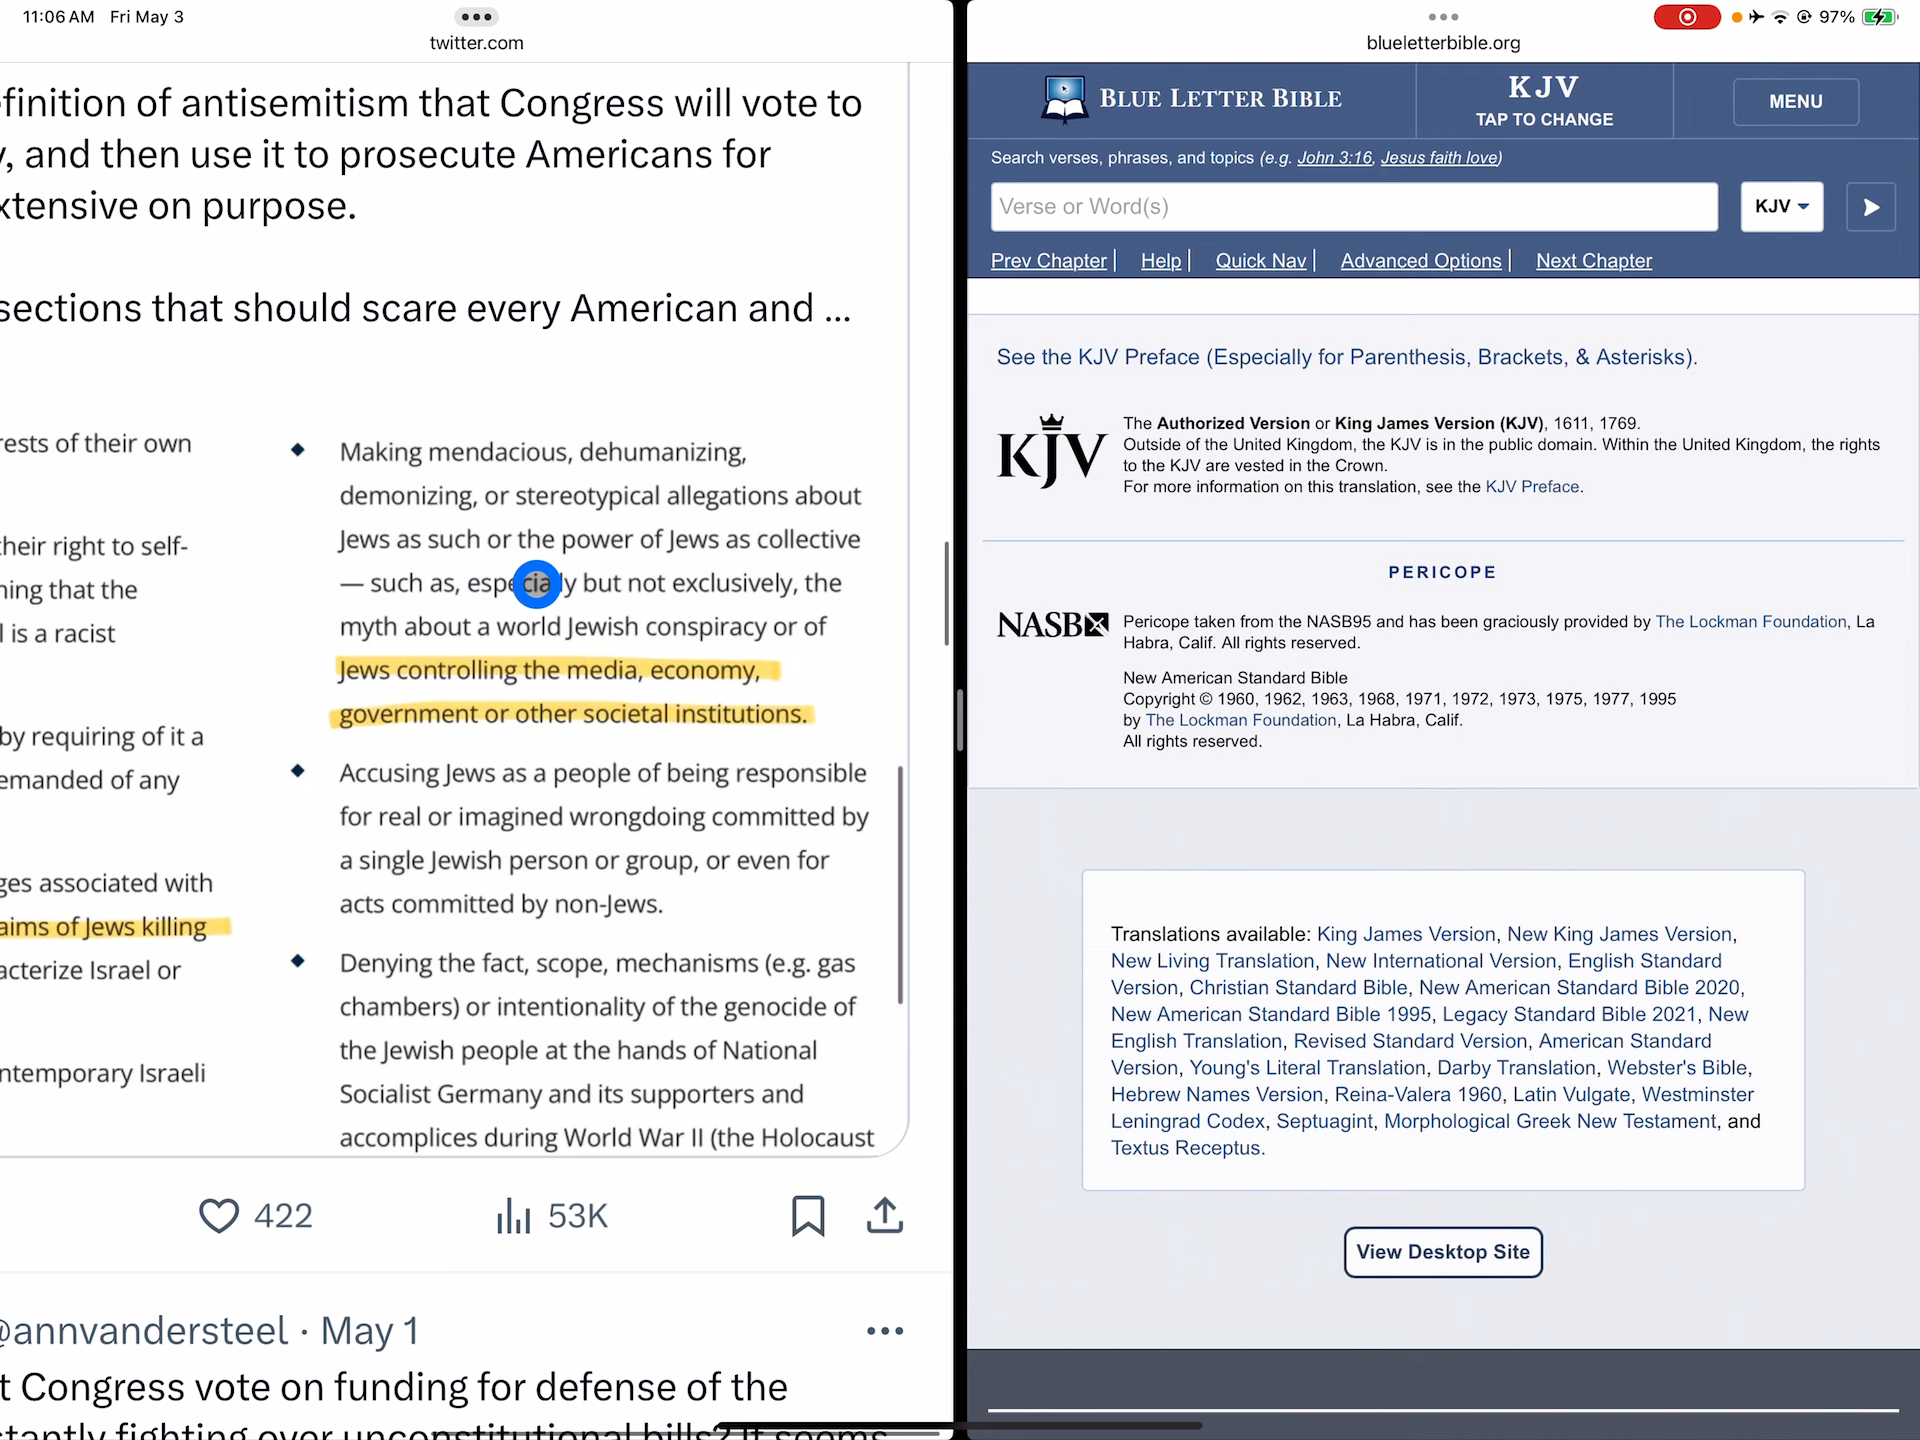 11:06 AM Fri May 3
twitter.com
finition of antisemitism that Congress will vote to
, and then use it to prosecute Americans for
xtensive on purpose.
sections that should scare every American and ...
rests of their own
their right to self-
ning that the
l is a racist
by requiring of it a
emanded of any
ges associated with
aims of Jews killing
acterize Israel or
ntemporary Israeli
Making mendacious, dehumanizing,
demonizing, or stereotypical allegations about
Jews as such or the power of Jews as collective
— such as, especially but not exclusively, the
myth about a world Jewish conspiracy or of
Jews controlling the media, economy,
government or other societal institutions.
Accusing Jews as a people of being responsible
for real or imagined wrongdoing committed by
a single Jewish person or group, or even for
acts committed by non-Jews.
Denying the fact, scope, mechanisms (e.g. gas
chambers) or intentionality of the genocide of
the Jewish people at the hands of National
Socialist Germany and its supporters and
accomplices during World War II (the Holocaust
422 53K
@annvandersteel · May 1
t Congress vote on funding for defense of the
stantly fighting over unconstitutional bills? It seems
97%
blueletterbible.org
BLUE LETTER BIBLE
KJV
TAP TO CHANGE
MENU
Search verses, phrases, and topics (e.g. John 3:16, Jesus faith love)
Verse or Word(s)
KJV
Prev Chapter | Help | Quick Nav | Advanced Options | Next Chapter
See the KJV Preface (Especially for Parenthesis, Brackets, & Asterisks).
KJV
The Authorized Version or King James Version (KJV), 1611, 1769.
Outside of the United Kingdom, the KJV is in the public domain. Within the United Kingdom, the rights
to the KJV are vested in the Crown.
For more information on this translation, see the KJV Preface.
PERICOPE
NASB
Pericope taken from the NASB95 and has been graciously provided by The Lockman Foundation, La
Habra, Calif. All rights reserved.
New American Standard Bible
Copyright © 1960, 1962, 1963, 1968, 1971, 1972, 1973, 1975, 1977, 1995
by The Lockman Foundation, La Habra, Calif.
All rights reserved.
Translations available: King James Version, New King James Version,
New Living Translation, New International Version, English Standard
Version, Christian Standard Bible, New American Standard Bible 2020,
New American Standard Bible 1995, Legacy Standard Bible 2021, New
English Translation, Revised Standard Version, American Standard
Version, Young's Literal Translation, Darby Translation, Webster's Bible,
Hebrew Names Version, Reina-Valera 1960, Latin Vulgate, Westminster
Leningrad Codex, Septuagint, Morphological Greek New Testament, and
Textus Receptus.
View Desktop Site